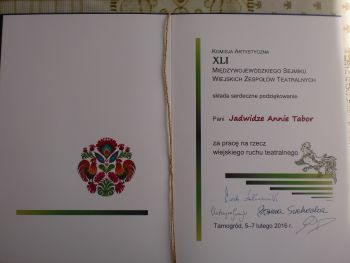 Komisja Artystyczna
XLI
Międzywojewódzkiego Sejmiku
Wiejskich Zespołów Teatralnych
składa serdeczne podziękowanie
Pani Jadwidze Annie Tabor
za pracę na rzecz
wiejskiego ruchu teatralnego
Tarnogród, 5–7 lutego 2016 r.